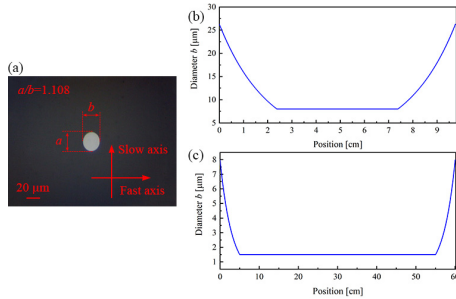 (a)
a/b=1.108
b
a
Slow axis
Fast axis
20 μm
(b)
Diameter b [μm]
30
25
20
15
10
5
0 1 2 3 4 5 6 7 8 9
Position [cm]
(c)
Diameter b [μm]
8
7
6
5
4
3
2
1
0 10 20 30 40 50 60
Position [cm]